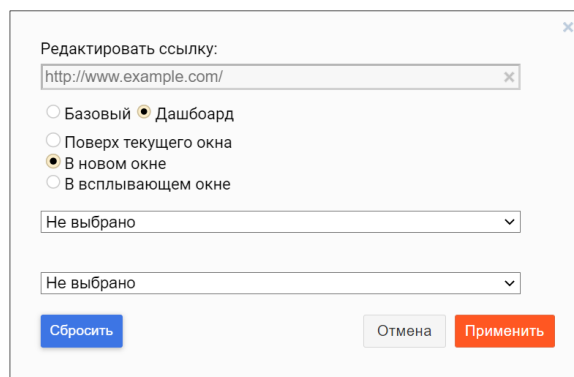 Редактировать ссылку:
http://www.example.com/
Базовый Дашбоард
Поверх текущего окна
В новом окне
В всплывающем окне
Не выбрано
Не выбрано
Сбросить Отмена Применить